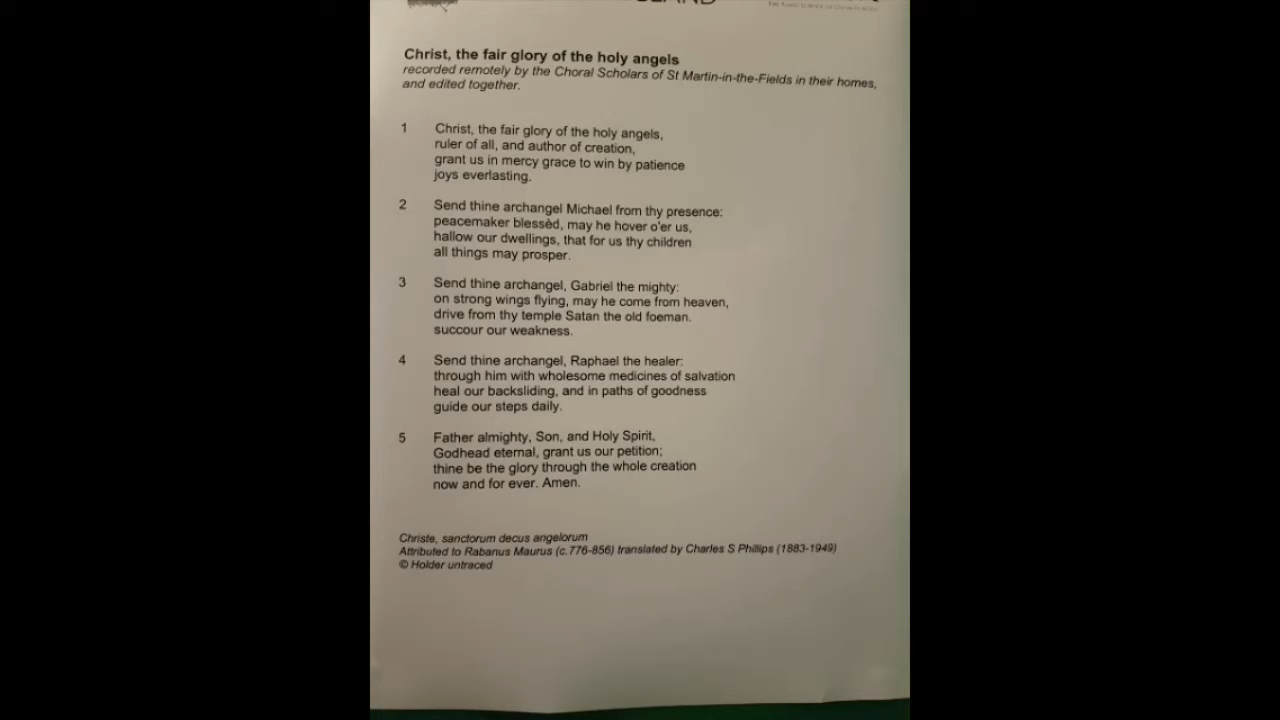 Christ, the fair glory of the holy angels
recorded remotely by the Choral Scholars of St Martin-in-the-Fields in their homes,
and edited together.
1 Christ, the fair glory of the holy angels,
ruler of all, and author of creation,
grant us in mercy grace to win by patience
joys everlasting.
2 Send thine archangel Michael from thy presence:
peacemaker blessèd, may he hover o'er us,
hallow our dwellings, that for us thy children
all things may prosper.
3 Send thine archangel, Gabriel the mighty:
on strong wings flying, may he come from heaven,
drive from thy temple Satan the old foeman.
succour our weakness.
4 Send thine archangel, Raphael the healer:
through him with wholesome medicines of salvation
heal our backsliding, and in paths of goodness
guide our steps daily.
5 Father almighty, Son, and Holy Spirit,
Godhead eternal, grant us our petition;
thine be the glory through the whole creation
now and for ever. Amen.
Christe, sanctorum decus angelorum
Attributed to Rabanus Maurus (c.776-856) translated by Charles S Phillips (1883-1949)
© Holder untraced